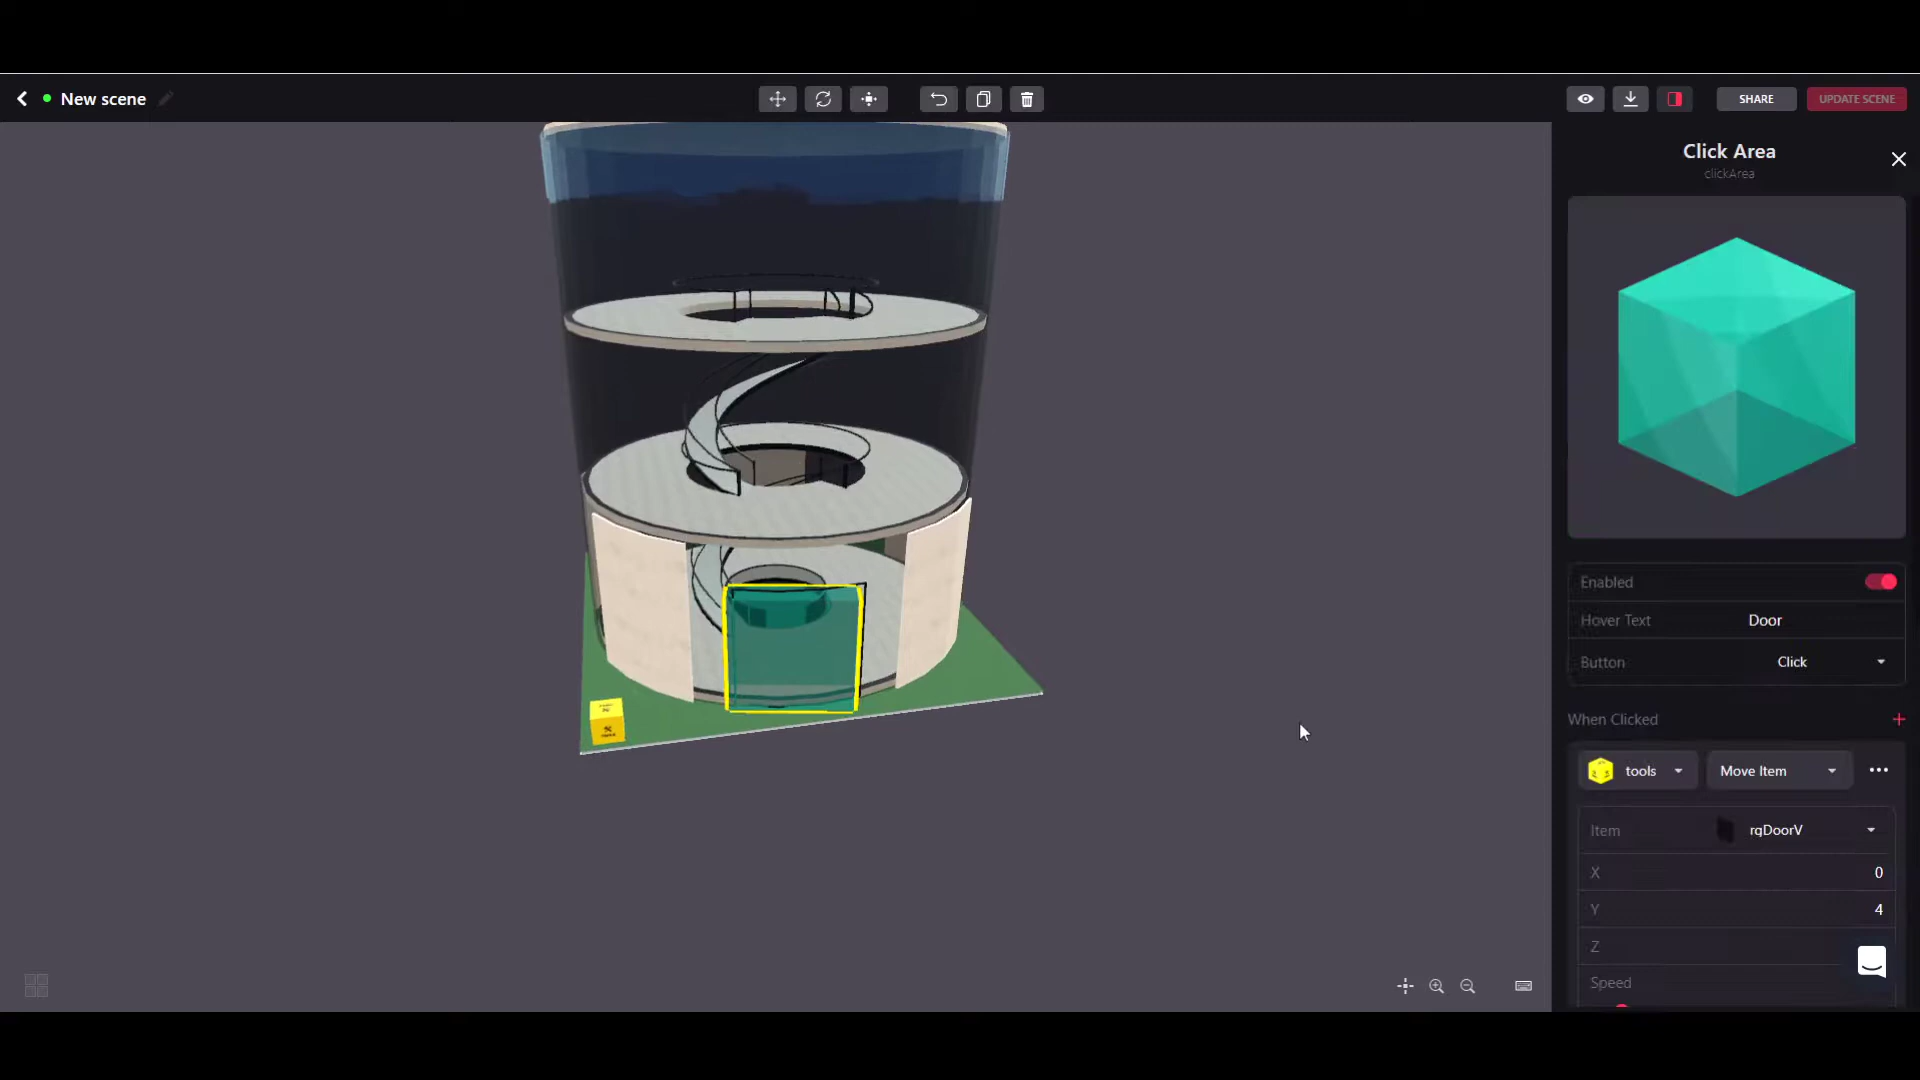 New scene
SHARE
UPDATE SCENE
Click Area
clickArea
Enabled
Hover Text Door
Button Click
When Clicked
tools Move Item
Item rgDoorV
X 0
Y 4
Z
Speed